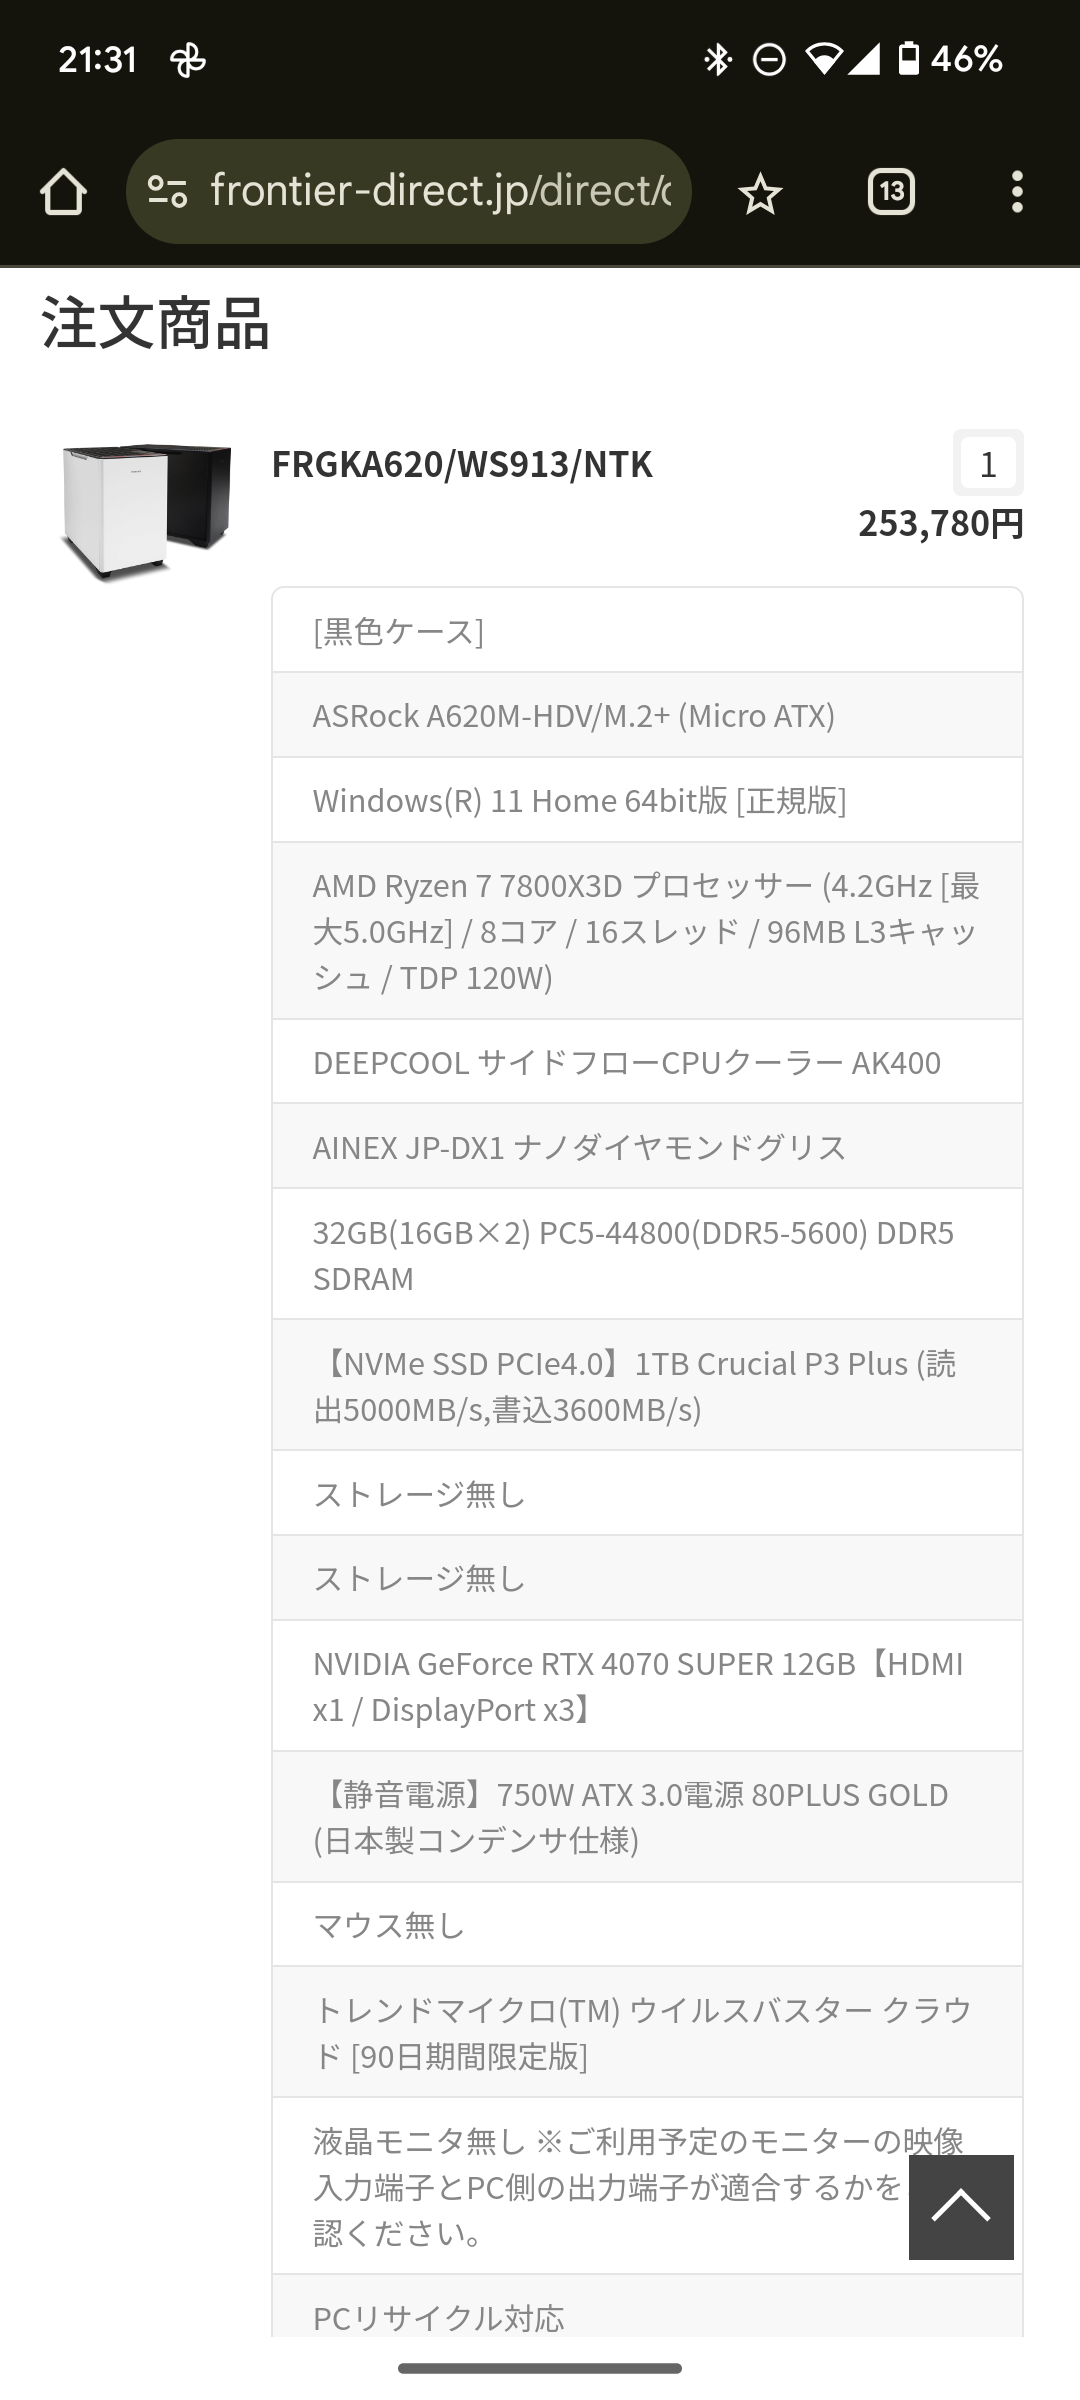 21:31
46%
frontier-direct.jp/direct/c
13
注文商品
FRGKA620/WS913/NTK
1
253,780円
[黒色ケース]
ASRock A620M-HDV/M.2+ (Micro ATX)
Windows(R) 11 Home 64bit版 [正規版]
AMD Ryzen 7 7800X3D プロセッサー (4.2GHz [最
大5.0GHz] / 8コア / 16スレッド / 96MB L3キャッ
シュ / TDP 120W)
DEEPCOOL サイドフローCPUクーラー AK400
AINEX JP-DX1 ナノダイヤモンドグリス
32GB(16GB×2) PC5-44800(DDR5-5600) DDR5
SDRAM
【NVMe SSD PCIe4.0】1TB Crucial P3 Plus (読
出5000MB/s,書込3600MB/s)
ストレージ無し
ストレージ無し
NVIDIA GeForce RTX 4070 SUPER 12GB【HDMI
x1 / DisplayPort x3】
【静音電源】750W ATX 3.0電源 80PLUS GOLD
(日本製コンデンサ仕様)
マウス無し
トレンドマイクロ(TM) ウイルスバスター クラウ
ド [90日期間限定版]
液晶モニタ無し ※ご利用予定のモニターの映像
入力端子とPC側の出力端子が適合するかを
認ください。
PCリサイクル対応